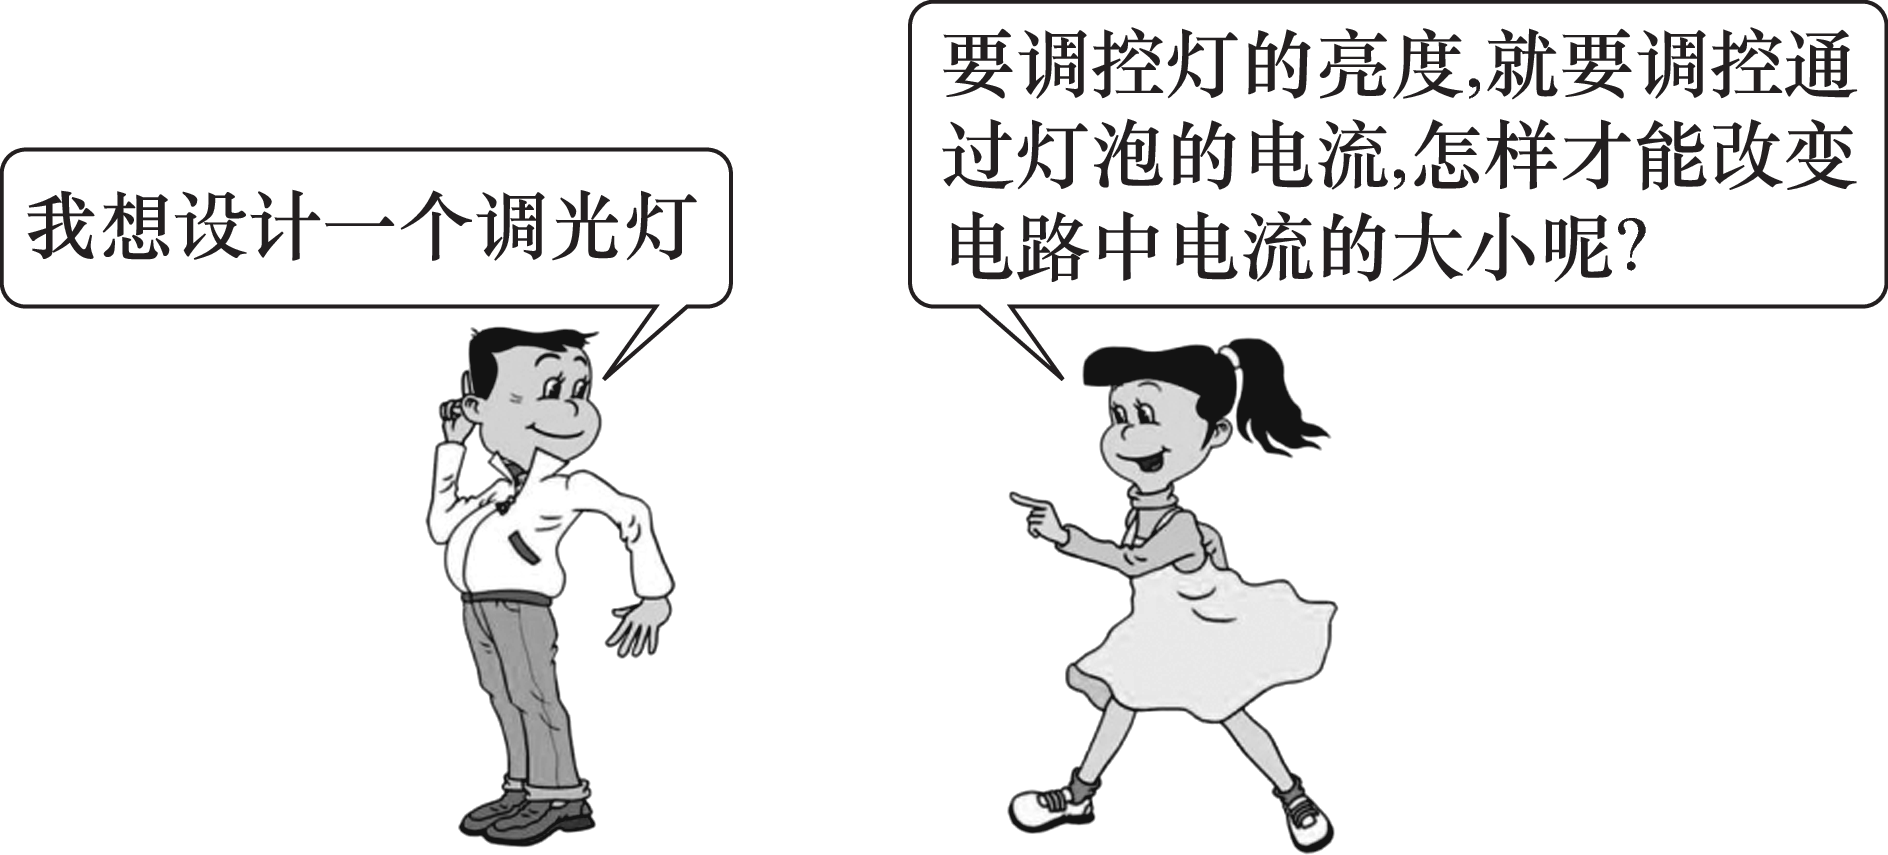 我想设计一个调光灯
要调控灯的亮度,就要调控通
过灯泡的电流,怎样才能改变
电路中电流的大小呢?